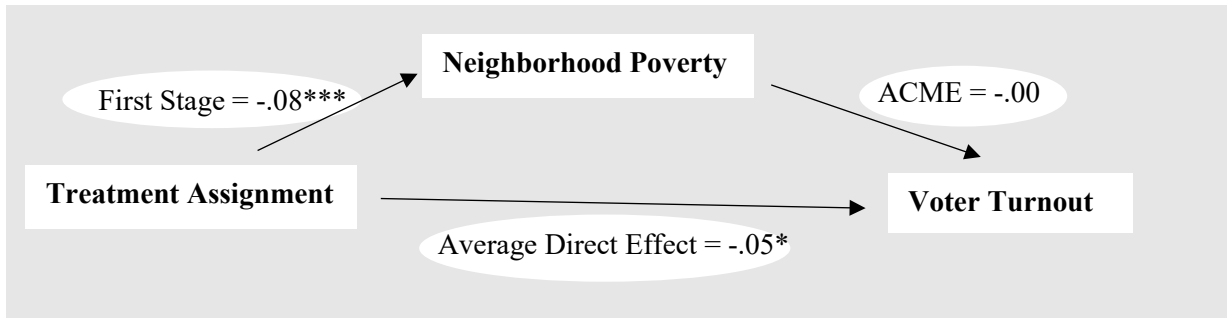 Neighborhood Poverty
First Stage = -.08***
ACME = -.00
Treatment Assignment
Voter Turnout
Average Direct Effect = -.05*